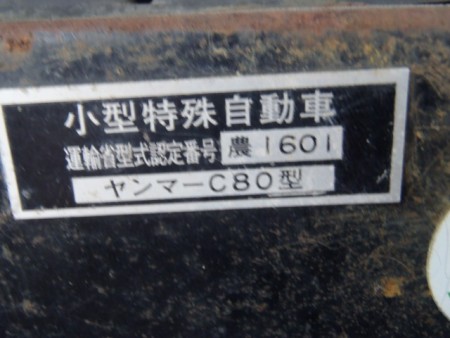 小型特殊自動車
運輸省型式認定番号 農1601
ヤンマーC80型